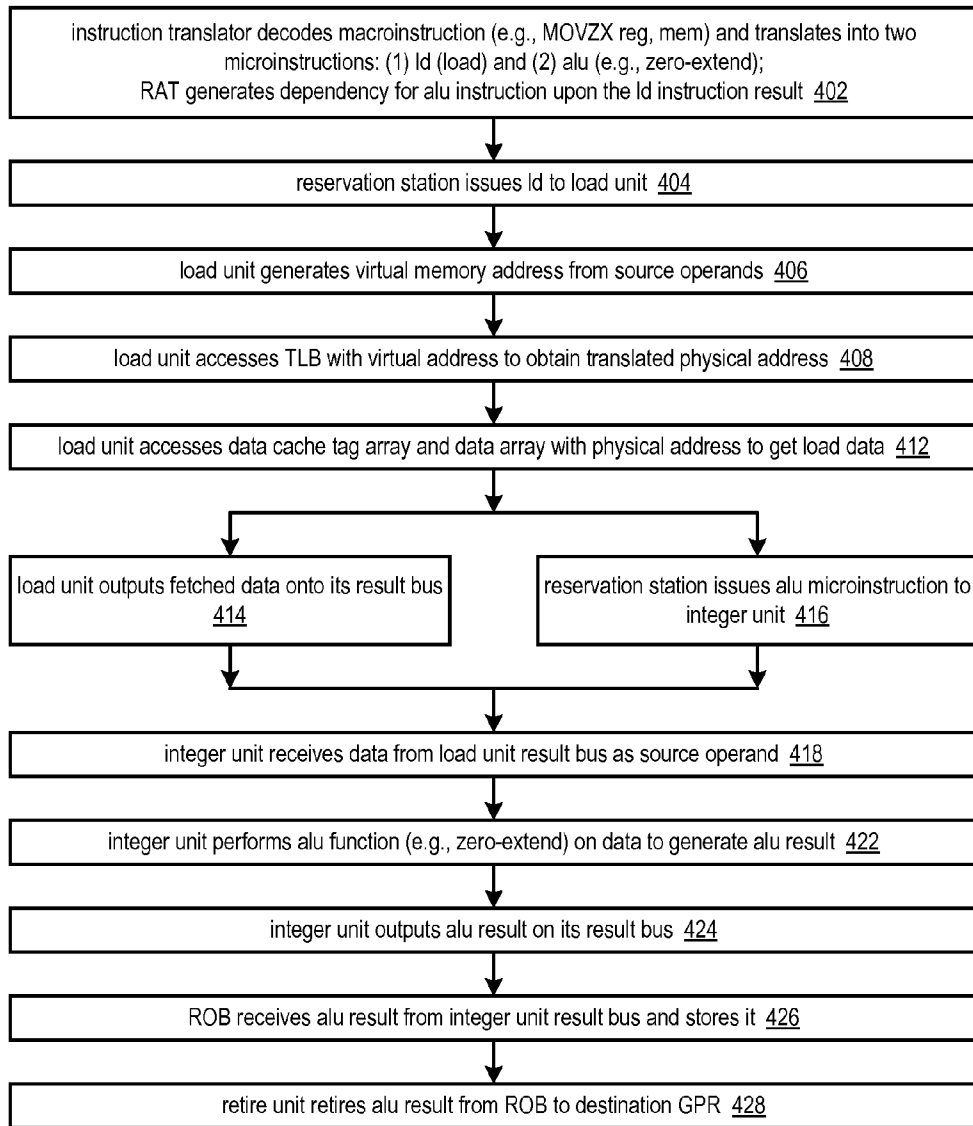 instruction translator decodes macroinstruction (e.g., MOVZX reg, mem) and translates into two
microinstructions: (1) ld (load) and (2) alu (e.g., zero-extend);
RAT generates dependency for alu instruction upon the ld instruction result 402
reservation station issues ld to load unit 404
load unit generates virtual memory address from source operands 406
load unit accesses TLB with virtual address to obtain translated physical address 408
load unit accesses data cache tag array and data array with physical address to get load data 412
load unit outputs fetched data onto its result bus
414
reservation station issues alu microinstruction to
integer unit 416
integer unit receives data from load unit result bus as source operand 418
integer unit performs alu function (e.g., zero-extend) on data to generate alu result 422
integer unit outputs alu result on its result bus 424
ROB receives alu result from integer unit result bus and stores it 426
retire unit retires alu result from ROB to destination GPR 428